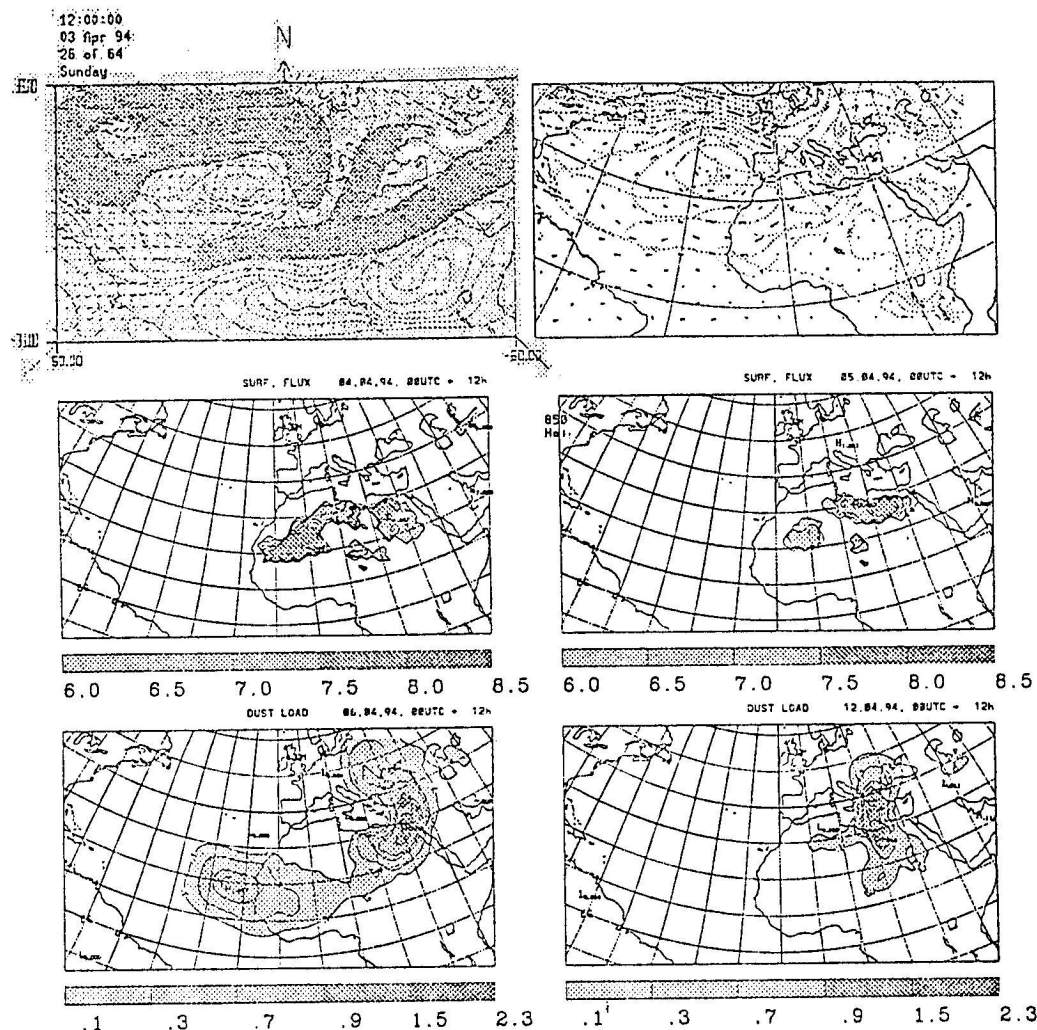 12:00:00
03 Apr 94
26 of 64
Sunday
N
50.00
-60.00
SURF. FLUX 04.04.94, 00UTC + 12h
SURF. FLUX 05.04.94, 00UTC + 12h
850
6.0 6.5 7.0 7.5 8.0 8.5
6.0 6.5 7.0 7.5 8.0 8.5
DUST LOAD 06.04.94, 00UTC + 12h
DUST LOAD 12.04.94, 00UTC + 12h
.1 .3 .7 .9 1.5 2.3
.1 .3 .7 .9 1.5 2.3